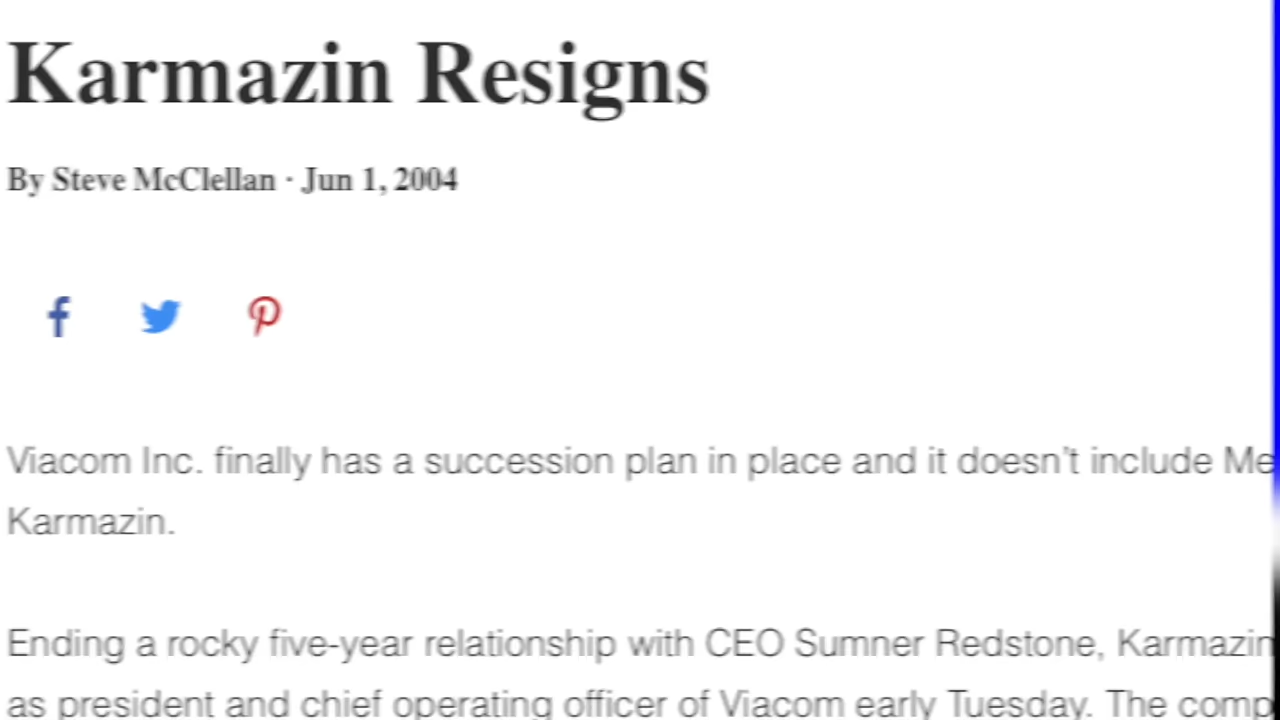 Karmazin Resigns
By Steve McClellan · Jun 1, 2004
Viacom Inc. finally has a succession plan in place and it doesn't include
Karmazin.
Ending a rocky five-year relationship with CEO Sumner Redstone, Karmazin
as president and chief operating officer of Viacom early Tuesday. The